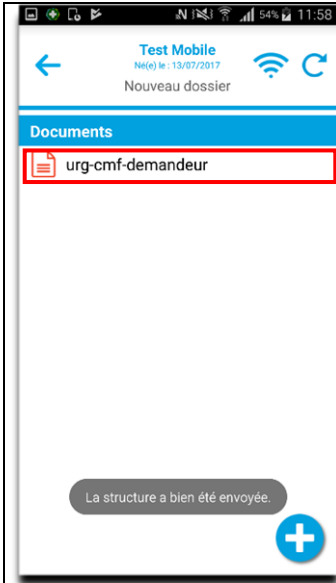 54% 11:58
Test Mobile
Né(e) le : 13/07/2017
Nouveau dossier
Documents
urg-cmf-demandeur
La structure a bien été envoyée.